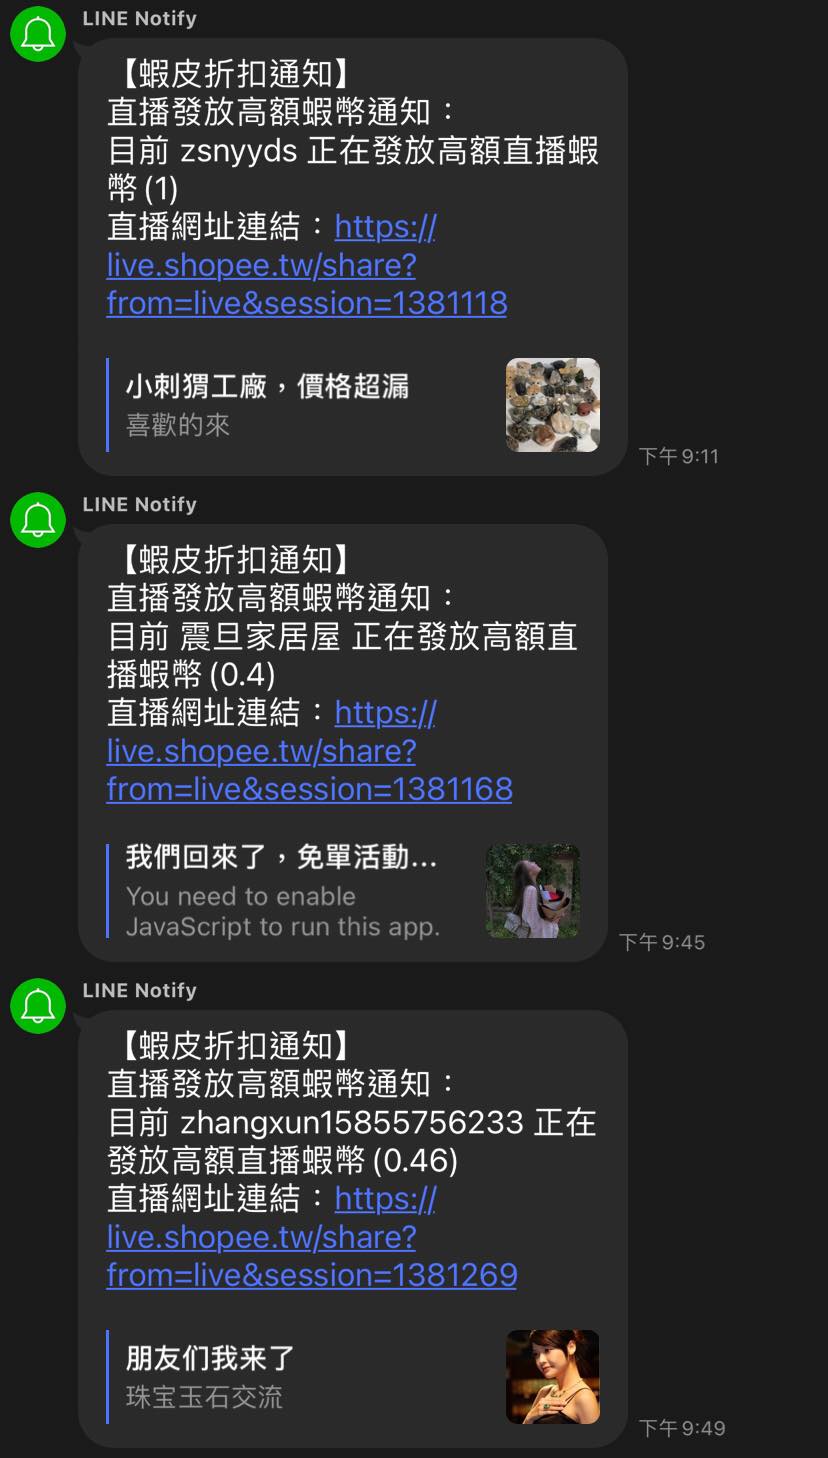 LINE Notify
【蝦皮折扣通知】
直播發放高額蝦幣通知：
目前 zsnyyds 正在發放高額直播蝦
幣 (1)
直播網址連結：https://
live.shopee.tw/share?
from=live&session=1381118
小刺猬工廠，價格超漏
喜歡的來
下午 9:11
LINE Notify
【蝦皮折扣通知】
直播發放高額蝦幣通知：
目前 震旦家居屋 正在發放高額直
播蝦幣 (0.4)
直播網址連結：https://
live.shopee.tw/share?
from=live&session=1381168
我們回來了，免單活動...
You need to enable
JavaScript to run this app.
下午 9:45
LINE Notify
【蝦皮折扣通知】
直播發放高額蝦幣通知：
目前 zhangxun15855756233 正在
發放高額直播蝦幣 (0.46)
直播網址連結：https://
live.shopee.tw/share?
from=live&session=1381269
朋友们我来了
珠宝玉石交流
下午 9:49